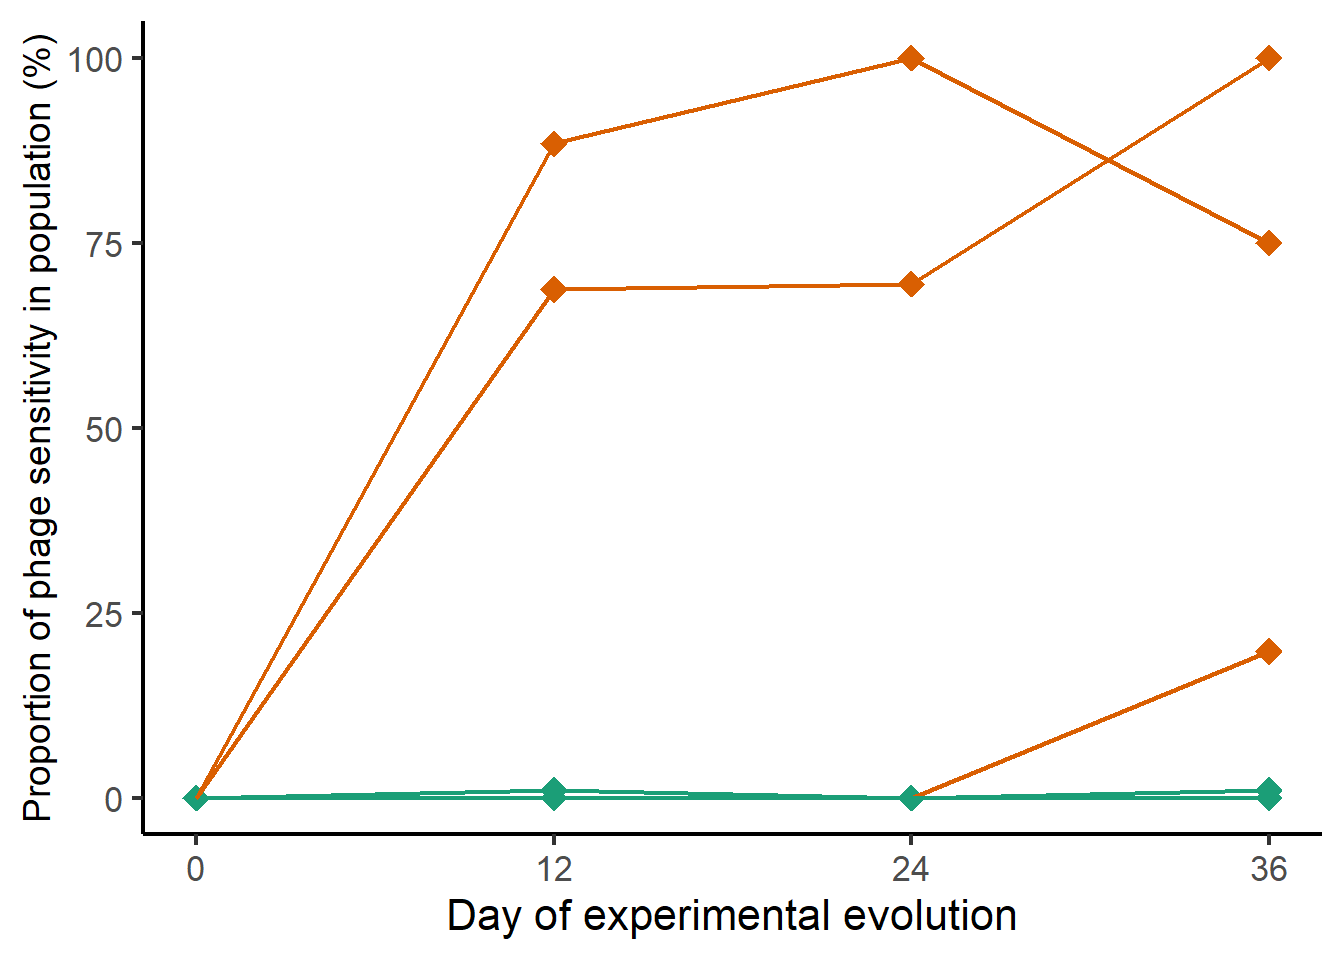 Proportion of phage sensitivity in population (%)
100
75
50
25
0
0 12 24 36
Day of experimental evolution